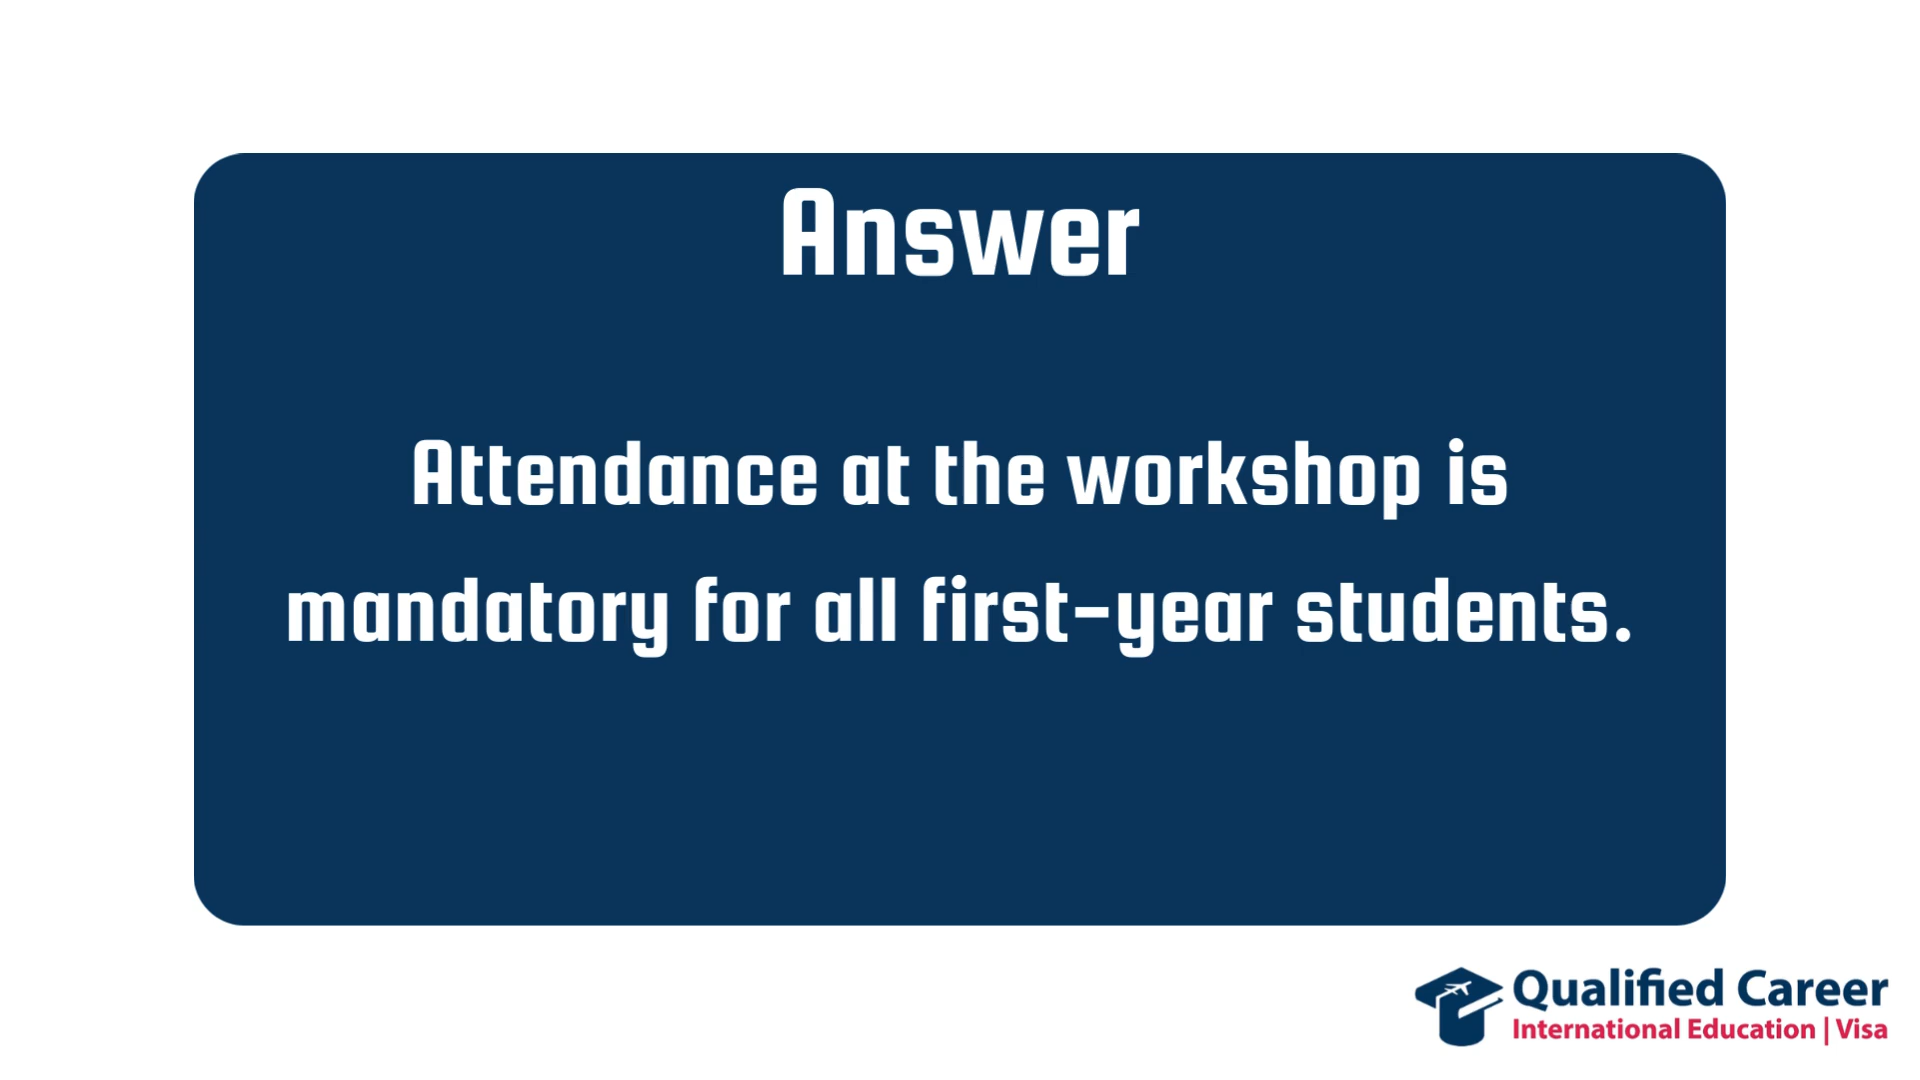 Answer
Attendance at the workshop is
mandatory for all first-year students.
Qualified Career
International Education | Visa